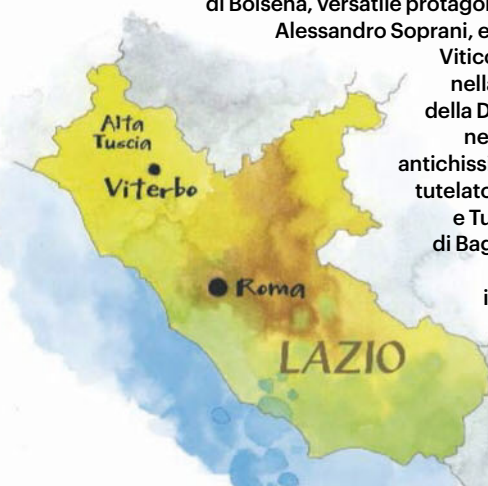 di Bolsena, versatile protago
Alessandro Soprani, e
Vitico
nella
della D
ne
antichiss
tutelato
e Tu
di Bag
i
Alta
Tuscia
Viterbo
Roma
LAZIO